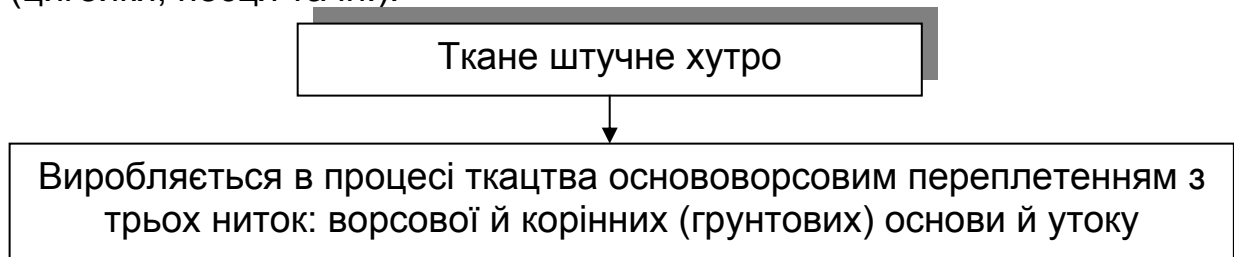 Ткане штучне хутро
Виробляється в процесі ткацтва основоворсовим переплетенням з
трьох ниток: ворсової й корінних (грунтових) основи й утоку